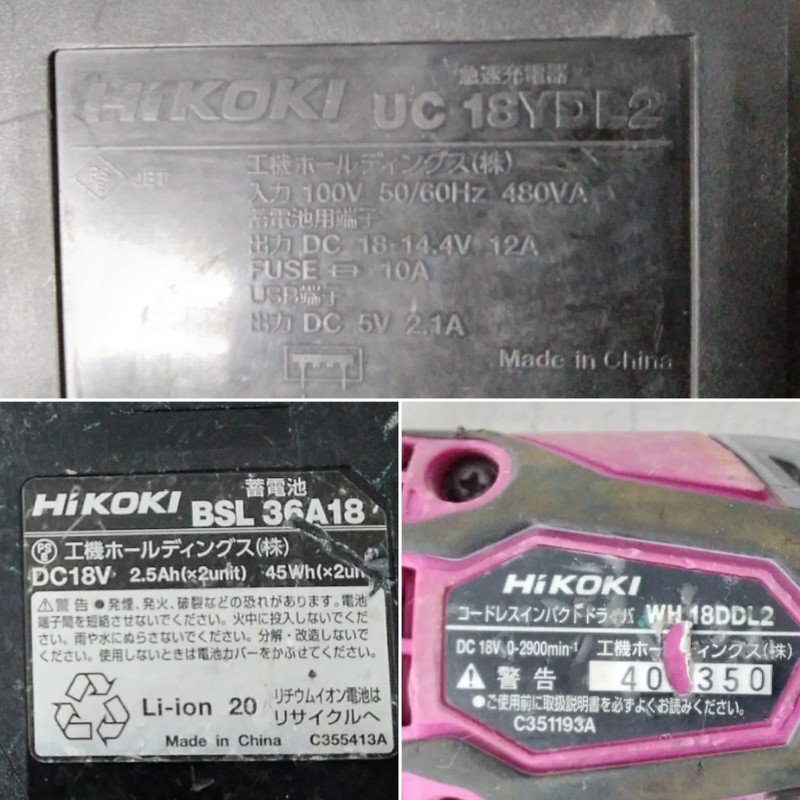 急速充電器
HiKOKI UC 18YDL2
PS
E JET
工機ホールディングス(株)
入力 100V 50/60Hz 480VA
蓄電池用端子
出力 DC 18-14.4V 12A
FUSE 10A
USB端子
出力 DC 5V 2.1A
Made in China
蓄電池
HiKOKI BSL 36A18
PS
E 工機ホールディングス(株)
DC18V 2.5Ah(×2unit) 45Wh(×2un
警告 ●発煙、発火、破裂などの恐れがあります。電池
端子間を短絡させないでください。火中に投入しないでくだ
さい。雨や水にぬらさないでください。分解・改造しないで
ください。使用しないときは電池カバーをかぶせてください。
Li-ion 20
リチウムイオン電池は
リサイクルへ
Made in China C355413A
HiKOKI
コードレスインパクトドライバ WH 18DDL2
DC 18V 0-2900min-1 工機ホー ィングス(株)
警告 40 350
●ご使用前に取扱説明書を必ずよくお読みください。
C351193A